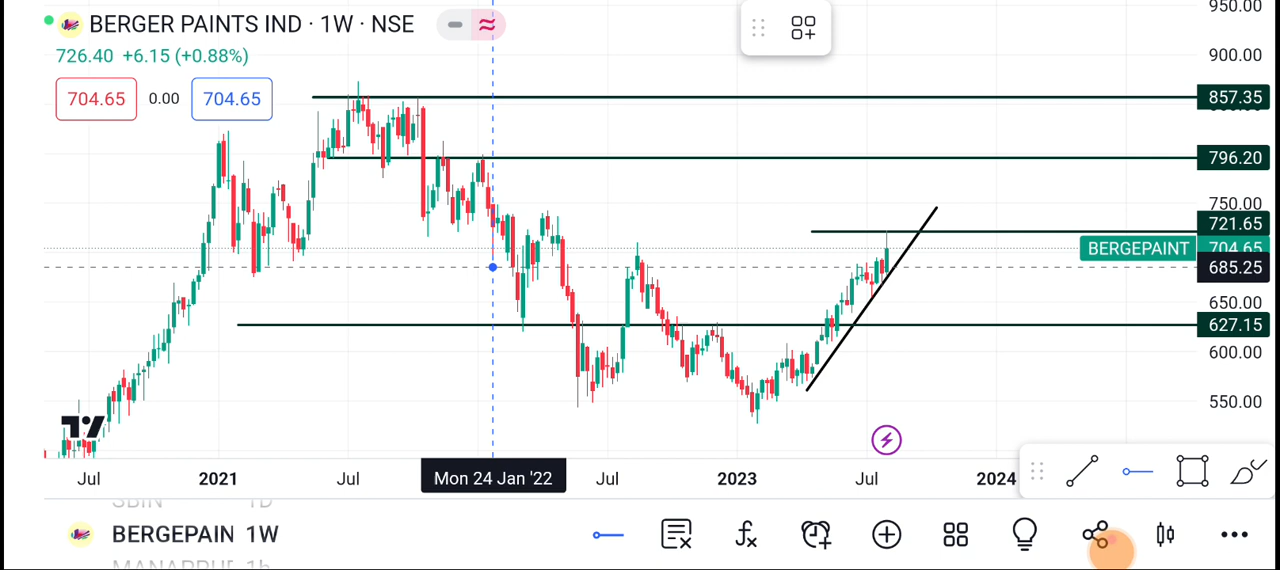 BERGER PAINTS IND · 1W · NSE
726.40 +6.15 (+0.88%)
704.65 0.00 704.65
950.00
900.00
857.35
796.20
750.00
721.65
BERGEPAINT 704.65
685.25
650.00
627.15
600.00
550.00
Jul 2021 Jul Mon 24 Jan '22 Jul 2023 Jul 2024
SBIN 1D
BERGEPAIN 1W